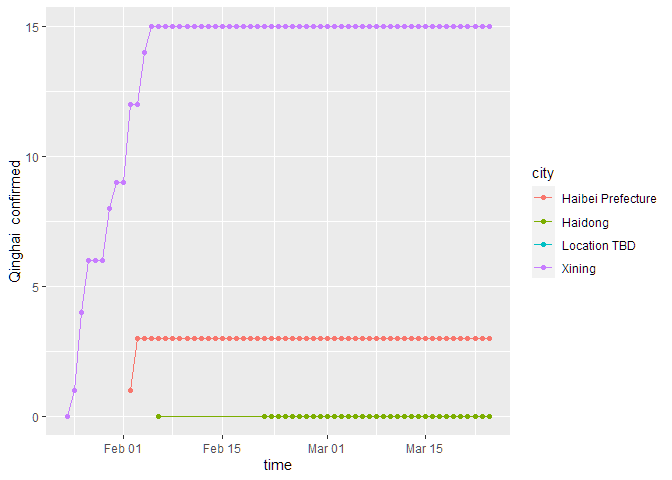 15
10
5
0
Qinghai confirmed
Feb 01
Feb 15
Mar 01
Mar 15
time
city
Haibei Prefecture
Haidong
Location TBD
Xining